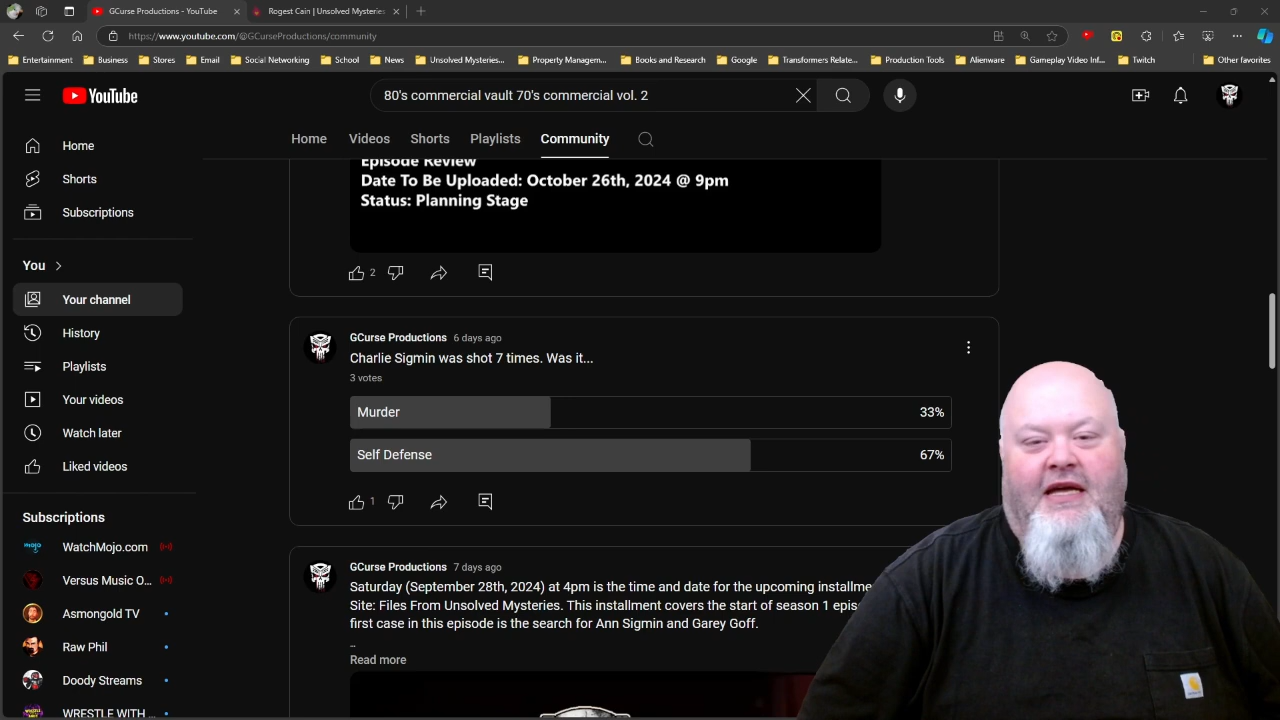 GCurse Productions - YouTube
Rogest Cain | Unsolved Mysteries
https://www.youtube.com/@GCurseProductions/community
Entertainment
Business
Stores
Email
Social Networking
School
News
Unsolved Mysteries...
Property Managem...
Books and Research
Google
Transformers Relate...
Production Tools
Alienware
Gameplay Video Inf...
Twitch
Other favorites
YouTube
80's commercial vault 70's commercial vol. 2
Home
Videos
Shorts
Playlists
Community
Home
Shorts
Subscriptions
You
Your channel
History
Playlists
Your videos
Watch later
Liked videos
Subscriptions
WatchMojo.com
Versus Music O...
Asmongold TV
Raw Phil
Doody Streams
WRESTLE WITH ...
Episode Review
Date To Be Uploaded: October 26th, 2024 @ 9pm
Status: Planning Stage
2
GCurse Productions 6 days ago
Charlie Sigmin was shot 7 times. Was it...
3 votes
Murder 33%
Self Defense 67%
1
GCurse Productions 7 days ago
Saturday (September 28th, 2024) at 4pm is the time and date for the upcoming installme
Site: Files From Unsolved Mysteries. This installment covers the start of season 1 epis
first case in this episode is the search for Ann Sigmin and Garey Goff.
..
Read more